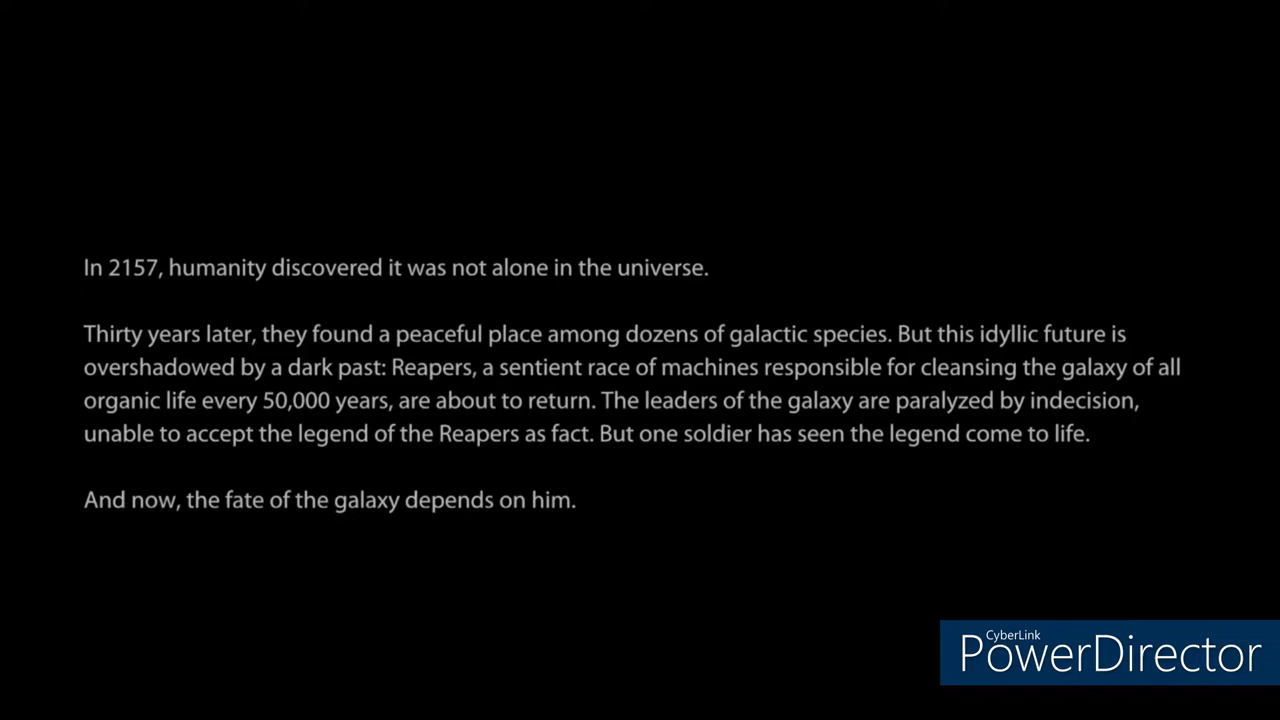 In 2157, humanity discovered it was not alone in the universe.
Thirty years later, they found a peaceful place among dozens of galactic species. But this idyllic future is
overshadowed by a dark past: Reapers, a sentient race of machines responsible for cleansing the galaxy of all
organic life every 50,000 years, are about to return. The leaders of the galaxy are paralyzed by indecision,
unable to accept the legend of the Reapers as fact. But one soldier has seen the legend come to life.
And now, the fate of the galaxy depends on him.
CyberLink
PowerDirector